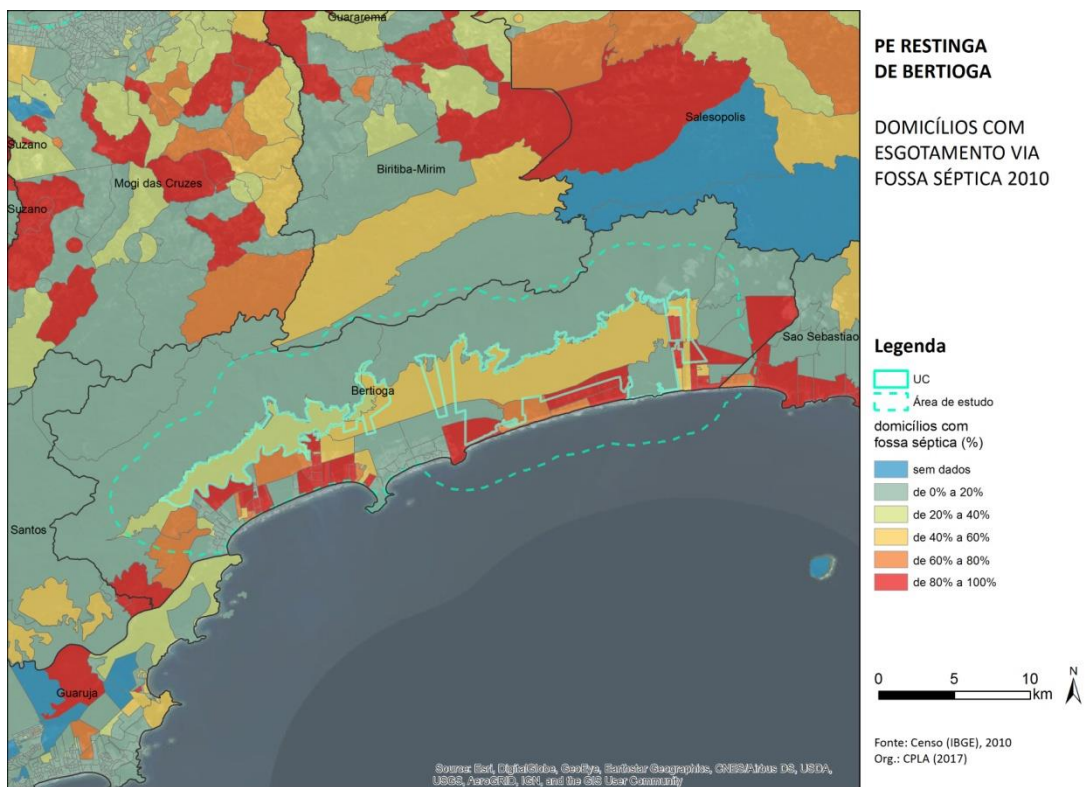 PE RESTINGA
DE BERTIOGA
DOMICÍLIOS COM
ESGOTAMENTO VIA
FOSSA SÉPTICA 2010
Guararema
Salesopolis
Suzano
Biritiba-Mirim
Mogi das Cruzes
Suzano
Sao Sebastiao
Bertioga
Santos
Guaruja
Legenda
UC
Área de estudo
domicílios com
fossa séptica (%)
sem dados
de 0% a 20%
de 20% a 40%
de 40% a 60%
de 60% a 80%
de 80% a 100%
0 5 10
km
N
Fonte: Censo (IBGE), 2010
Org.: CPLA (2017)
Source: Esri, DigitalGlobe, GeoEye, Earthstar Geographics, CNES/Airbus DS, USDA,
USGS, AeroGRID, IGN, and the GIS User Community